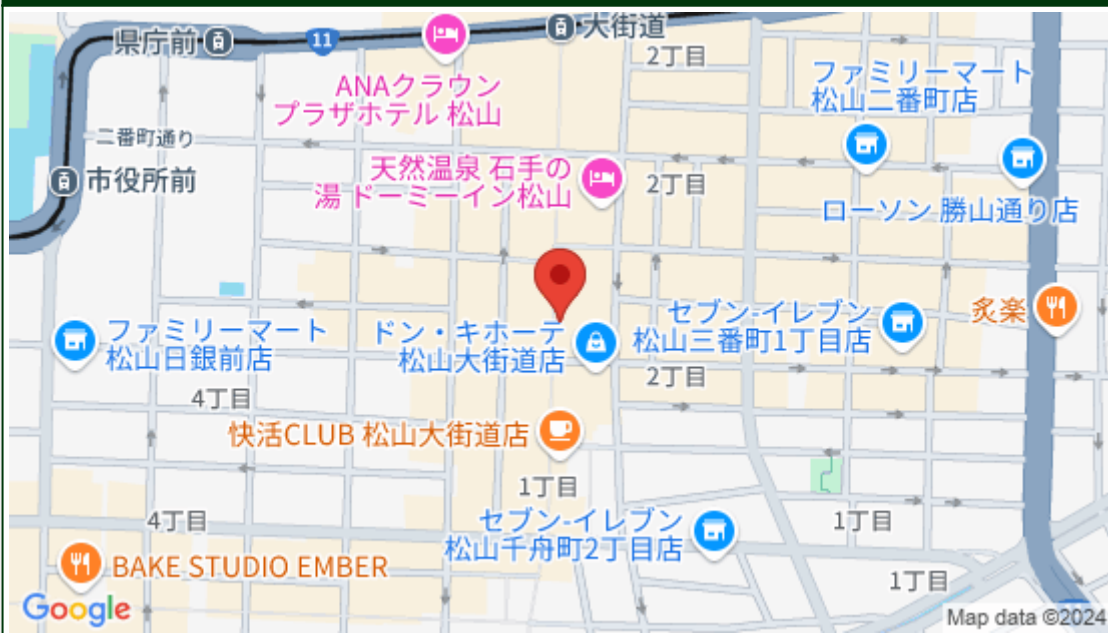 県庁前
11
大街道
2丁目
ANAクラウン
プラザホテル 松山
ファミリーマート
松山二番町店
二番町通り
市役所前
天然温泉 石手の
湯 ドーミーイン松山
2丁目
ローソン 勝山通り店
ファミリーマート
松山日銀前店
ドン・キホーテ
松山大街道店
セブン-イレブン
松山三番町1丁目店
炙楽
2丁目
4丁目
快活CLUB 松山大街道店
1丁目
4丁目
セブン-イレブン
松山千舟町2丁目店
1丁目
BAKE STUDIO EMBER
1丁目
Google
Map data ©2024